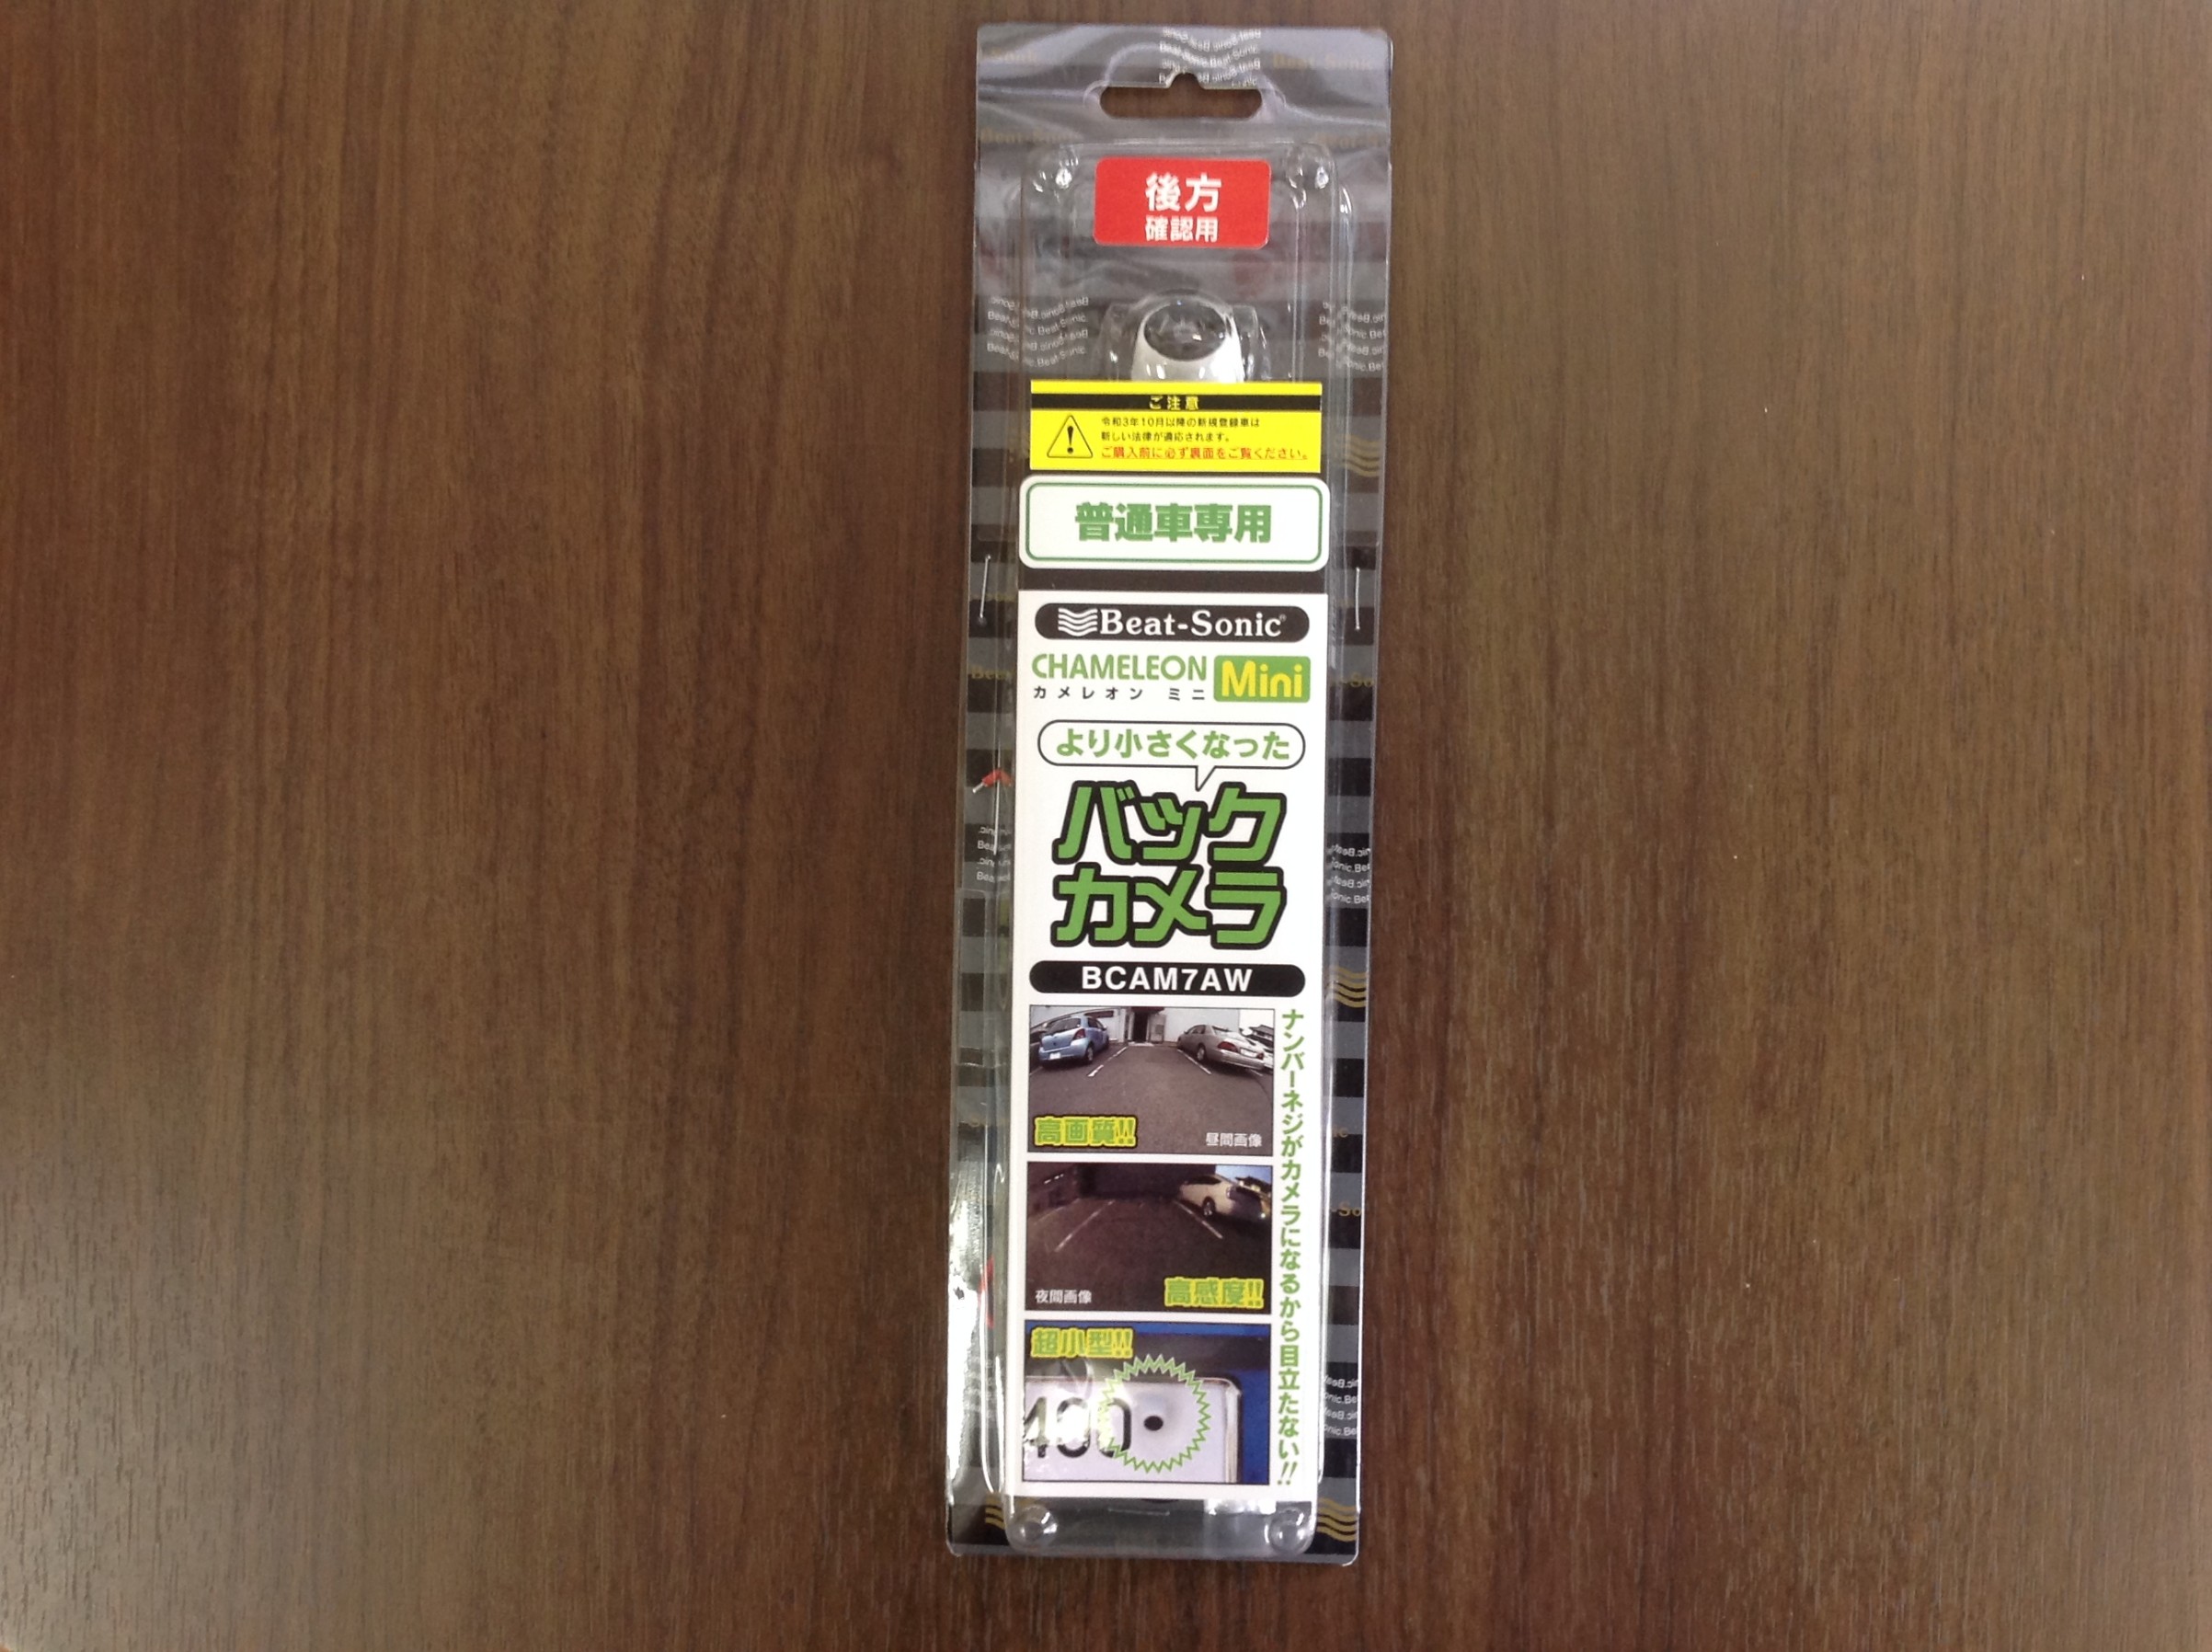 後方
確認用
ご注意
令和3年10月以降の新規登録車は
新しい法律が適応されます。
ご購入前に必ず裏面をご覧ください。
普通車専用
Beat-Sonic®
CHAMELEON Mini
カメレオン ミニ
より小さくなった
バック
カメラ
BCAM7AW
ナンバーネジがカメラになるから目立たない!!
高画質!!
昼間画像
夜間画像
高感度!!
超小型!!
400